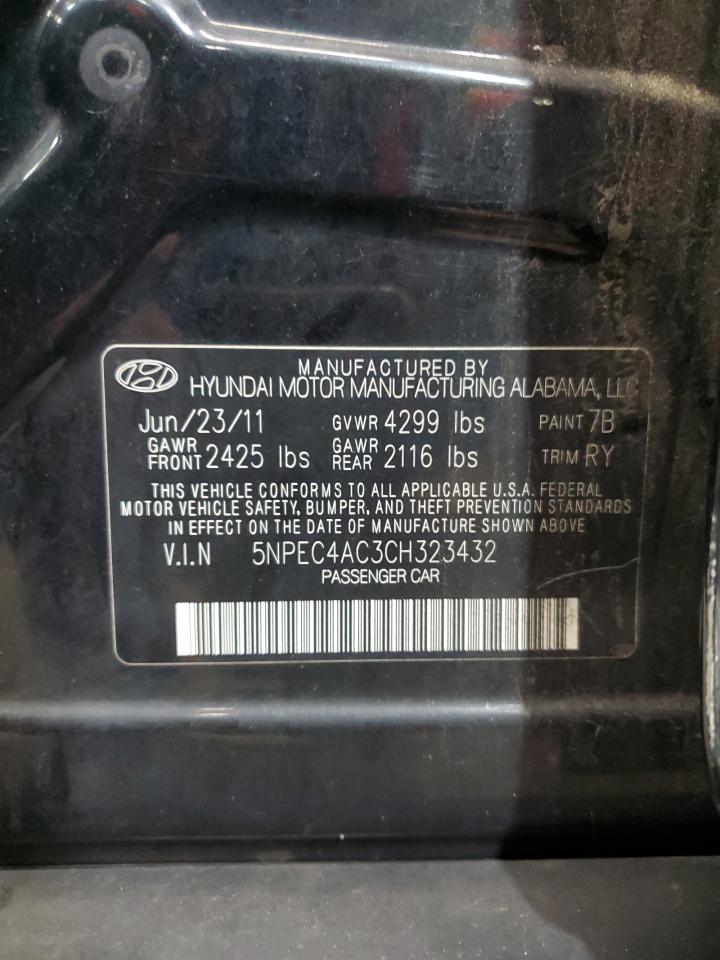 MANUFACTURED BY
HYUNDAI MOTOR MANUFACTURING ALABAMA, LLC
Jun/23/11 GVWR 4299 lbs PAINT 7B
GAWR FRONT 2425 lbs GAWR REAR 2116 lbs TRIM RY
THIS VEHICLE CONFORMS TO ALL APPLICABLE U.S.A. FEDERAL
MOTOR VEHICLE SAFETY, BUMPER, AND THEFT PREVENTION STANDARDS
IN EFFECT ON THE DATE OF MANUFACTURE SHOWN ABOVE
V.I.N 5NPEC4AC3CH323432
PASSENGER CAR